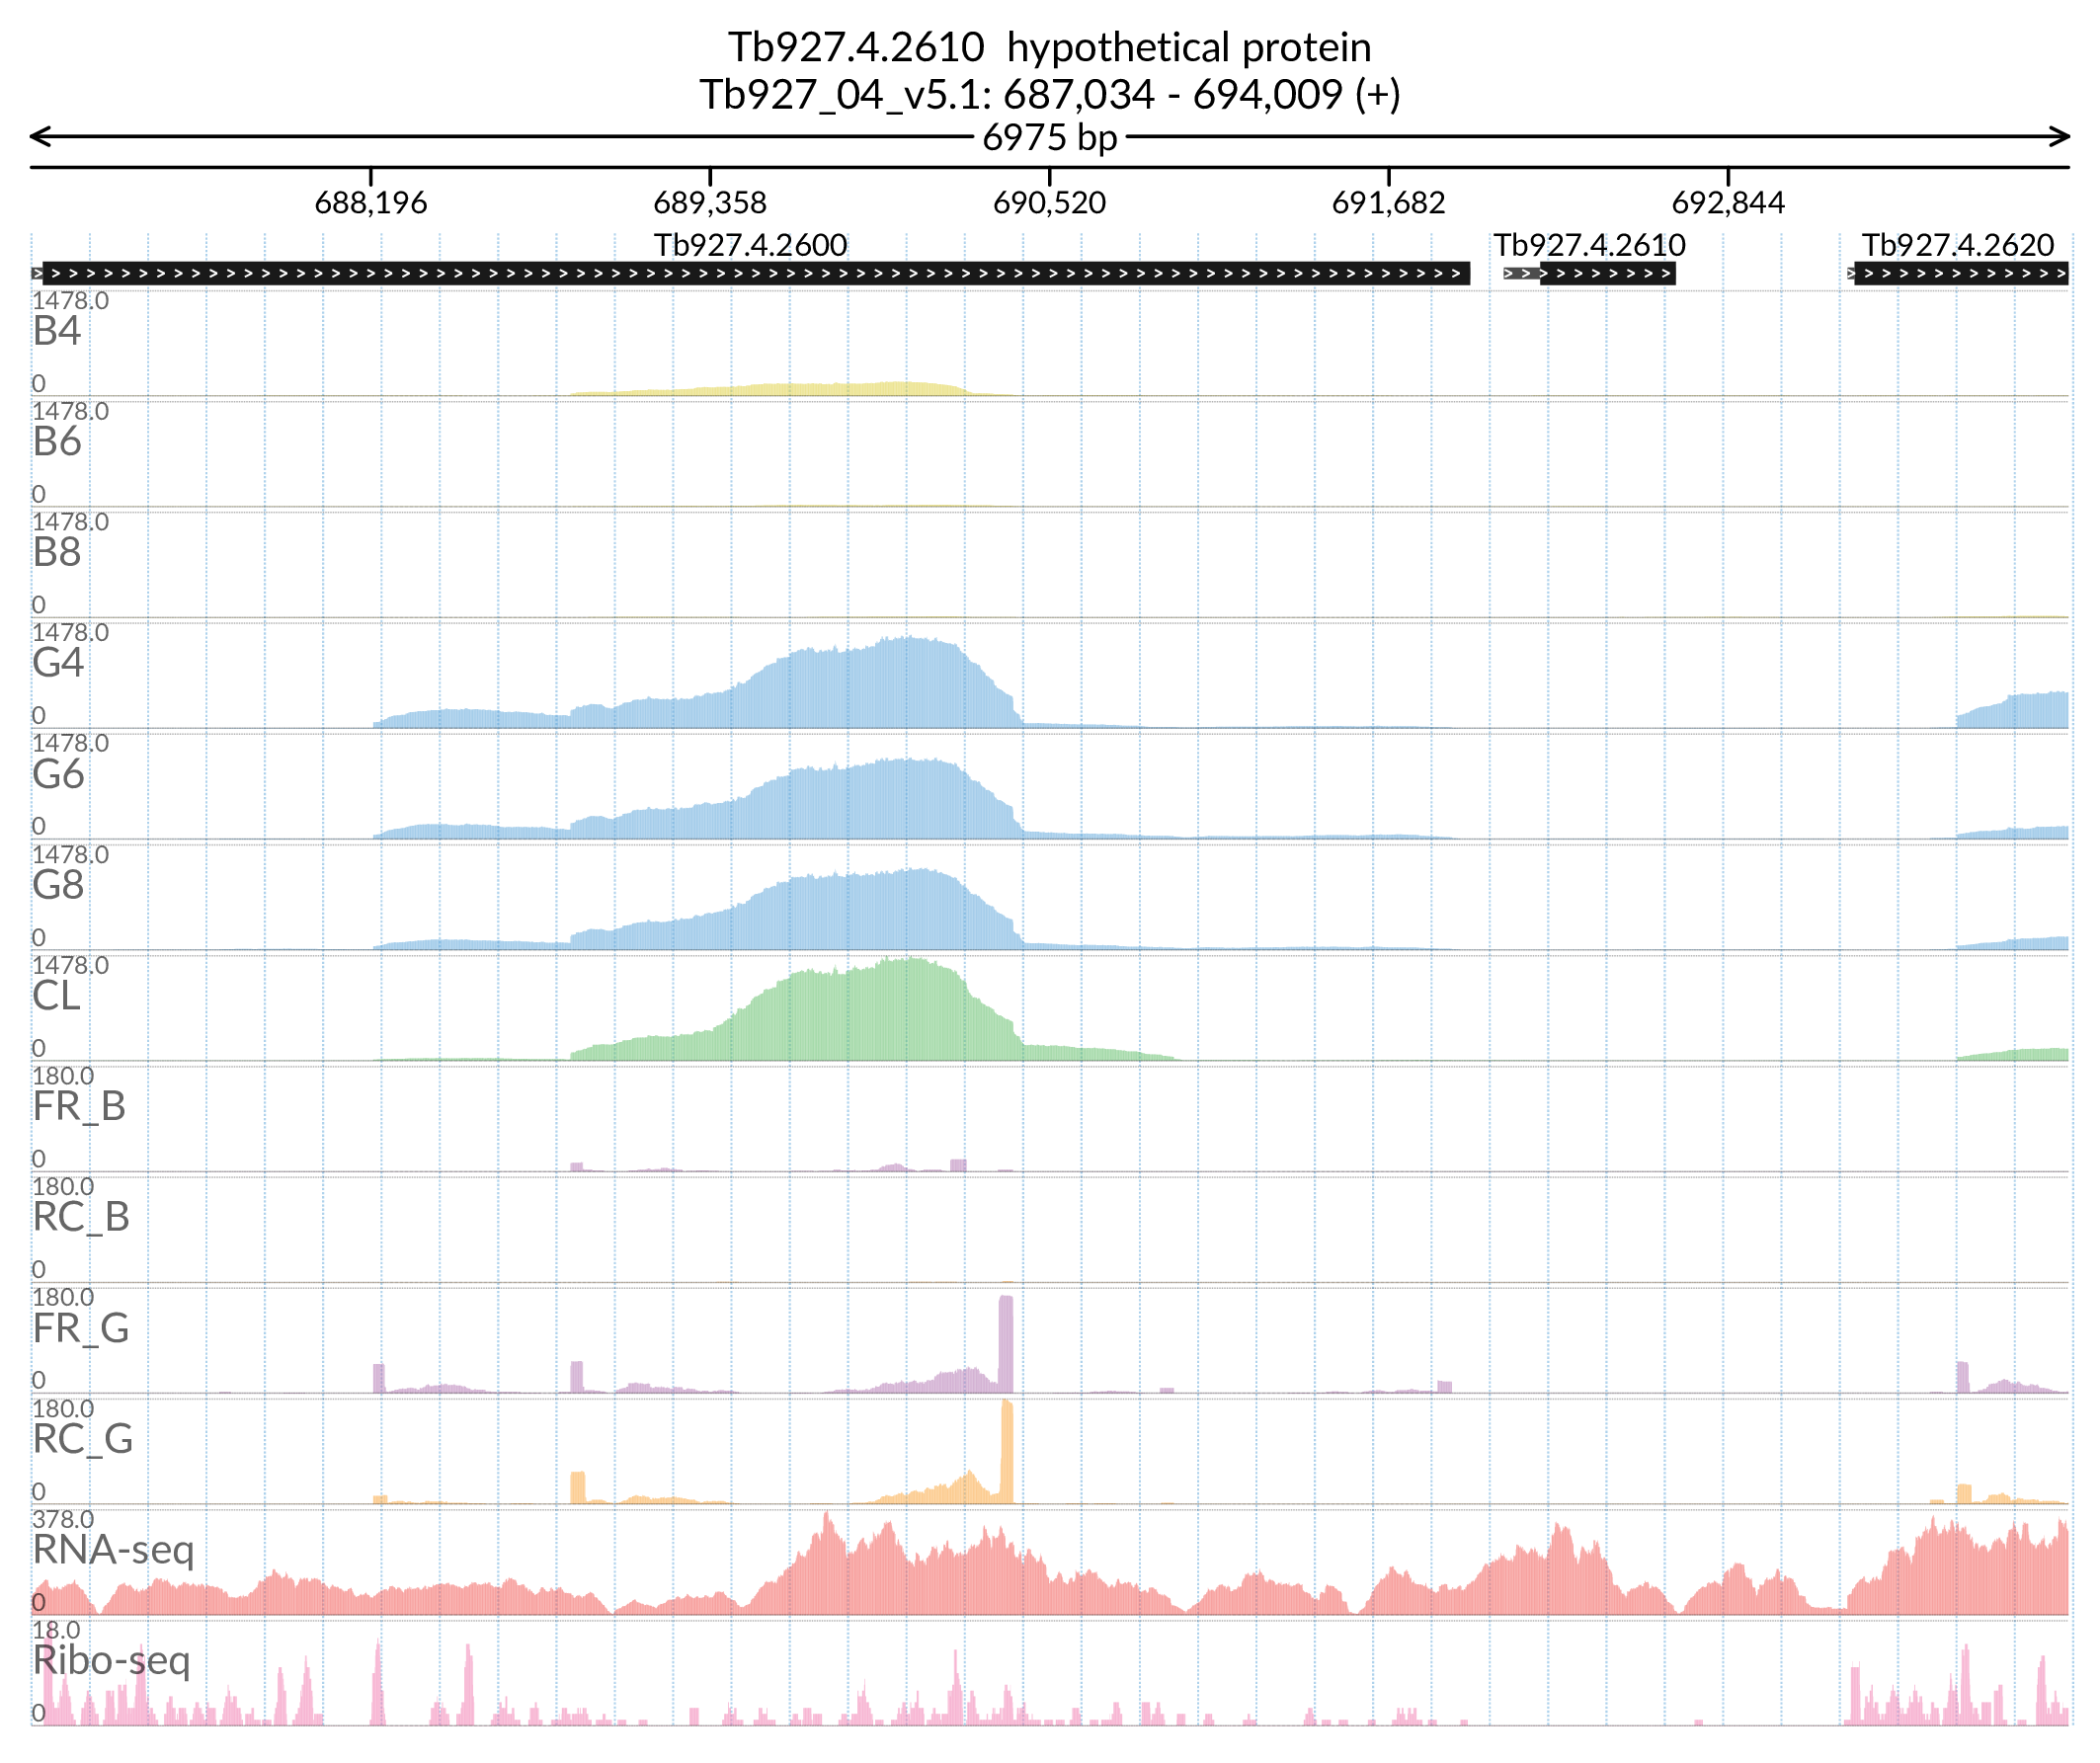 Tb927.4.2610  hypothetical protein
Tb927_04_v5.1: 687,034 - 694,009 (+)
6975 bp
688,196 689,358 690,520 691,682 692,844
Tb927.4.2600 Tb927.4.2610 Tb927.4.2620
1478.0
B4
0
1478.0
B6
0
1478.0
B8
0
1478.0
G4
0
1478.0
G6
0
1478.0
G8
0
1478.0
CL
0
180.0
FR_B
0
180.0
RC_B
0
180.0
FR_G
0
180.0
RC_G
0
378.0
RNA-seq
0
18.0
Ribo-seq
0